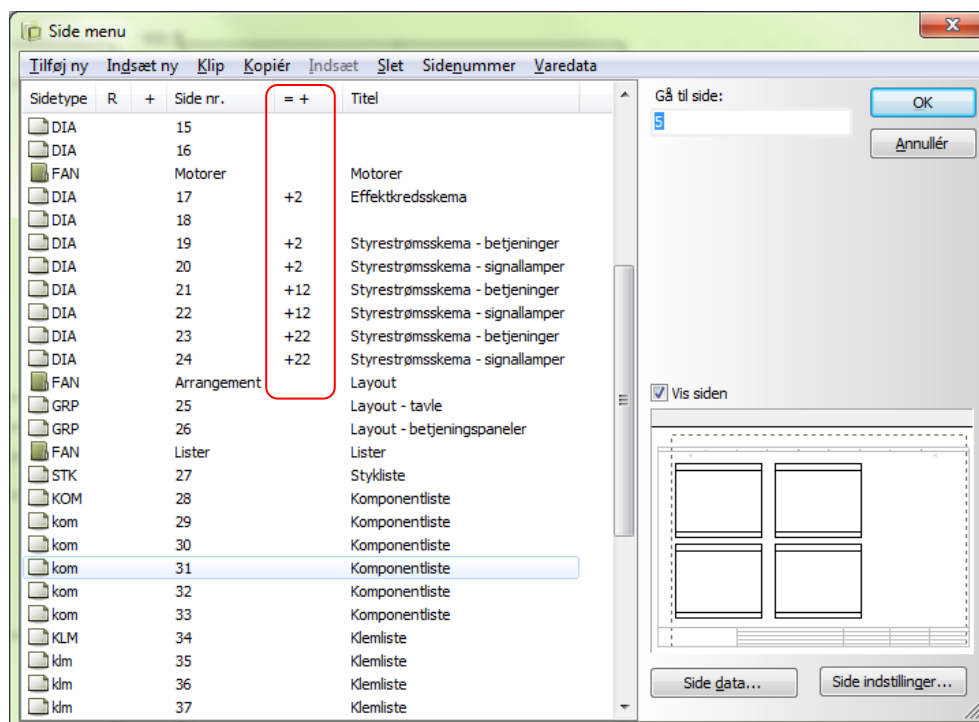 Side menu
Tilføj ny Indsæt ny Klip Kopiér Indsæt Slet Sidenummer Varedata
Sidetype R + Side nr. = + Titel
DIA 15
DIA 16
FAN Motorer Motorer
DIA 17 +2 Effektkredsskema
DIA 18
DIA 19 +2 Styrestrømsskema - betjeninger
DIA 20 +2 Styrestrømsskema - signallamper
DIA 21 +12 Styrestrømsskema - betjeninger
DIA 22 +12 Styrestrømsskema - signallamper
DIA 23 +22 Styrestrømsskema - betjeninger
DIA 24 +22 Styrestrømsskema - signallamper
FAN Arrangement Layout
GRP 25 Layout - tavle
GRP 26 Layout - betjeningspaneler
FAN Lister Lister
STK 27 Stykliste
KOM 28 Komponentliste
kom 29 Komponentliste
kom 30 Komponentliste
kom 31 Komponentliste
kom 32 Komponentliste
kom 33 Komponentliste
KLM 34 Klemliste
klm 35 Klemliste
klm 36 Klemliste
klm 37 Klemliste
Gå til side:
5
OK
Annullér
Vis siden
Side data...
Side indstillinger...